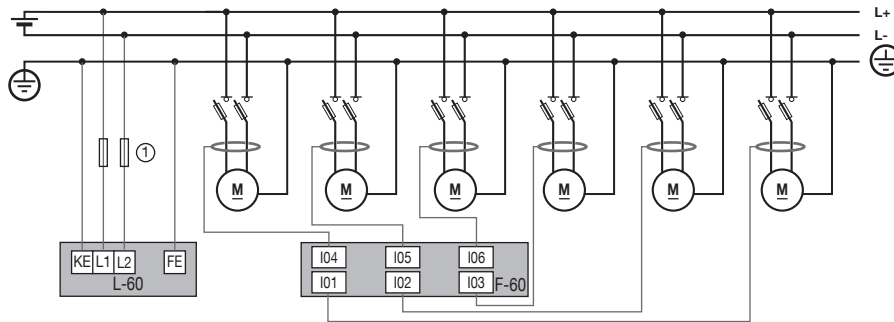 L+
L-
①
M M M M M M
KE L1 L2 FE
L-60
I04 I05 I06
I01 I02 I03
F-60